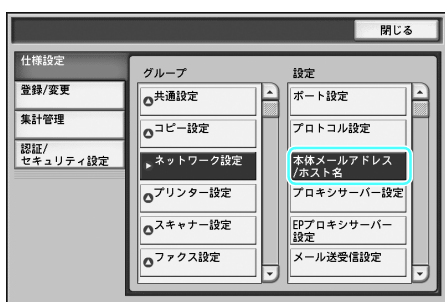 閉じる
仕様設定
登録/変更
集計管理
認証/
セキュリティ設定
グループ
共通設定
コピー設定
ネットワーク設定
プリンター設定
スキャナー設定
ファクス設定
設定
ポート設定
プロトコル設定
本体メールアドレス
/ホスト名
プロキシサーバー設定
EPプロキシサーバー
設定
メール送受信設定